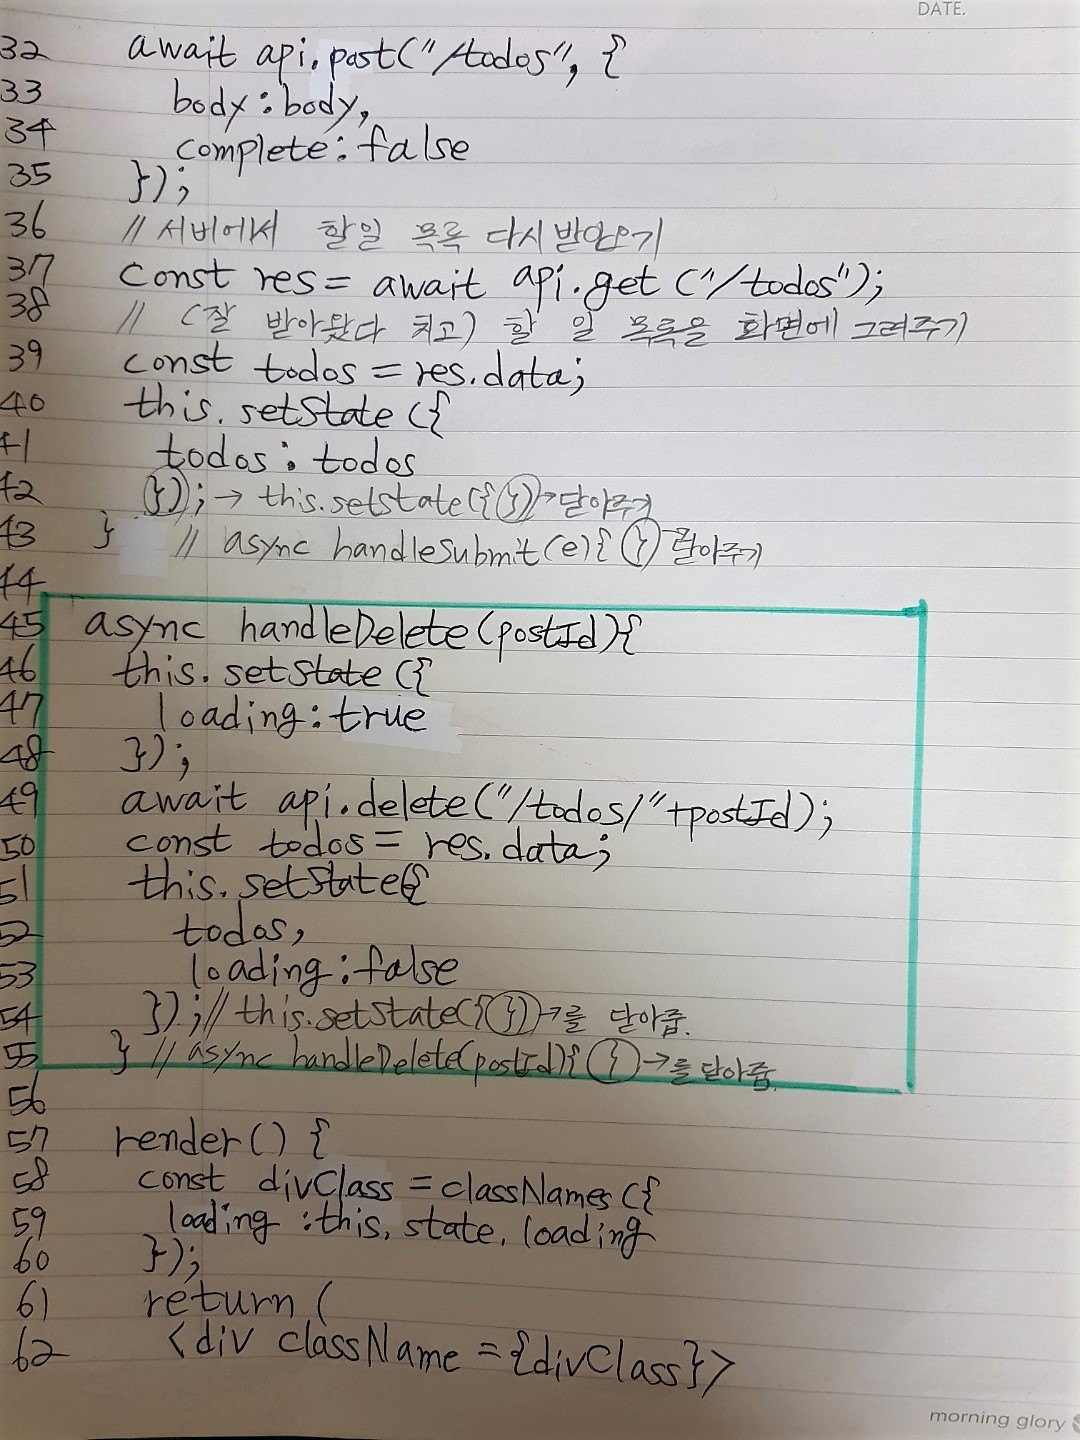 DATE.
32 await api.post("/todos", {
33 body:body,
34 complete:false
35 });
36 // 서버에서 할일 목록 다시 받아오기
37 const res= await api.get ("/todos");
38 // (잘 받아왔다 치고) 할 일 목록을 화면에 그려주기
39 const todos = res.data;
40 this.setState ({
41 todos: todos
42 }); → this.setState({ })→닫아주기
43 } // async handleSubmit(e){ } 닫아주기
44
45 async handleDelete(postId){
46 this.setState ({
47 loading:true
48 });
49 await api.delete("/todos/"+postId);
50 const todos = res.data;
51 this.setState({
52 todos,
53 loading:false
54 });// this.setState({ })→를 닫아줌.
55 } // async handleDelete(postId){ }→를 닫아줌
56
57 render() {
58 const divClass = classNames ({
59 loading :this.state.loading
60 });
61 return (
62 <div className ={divClass}>
morning glory